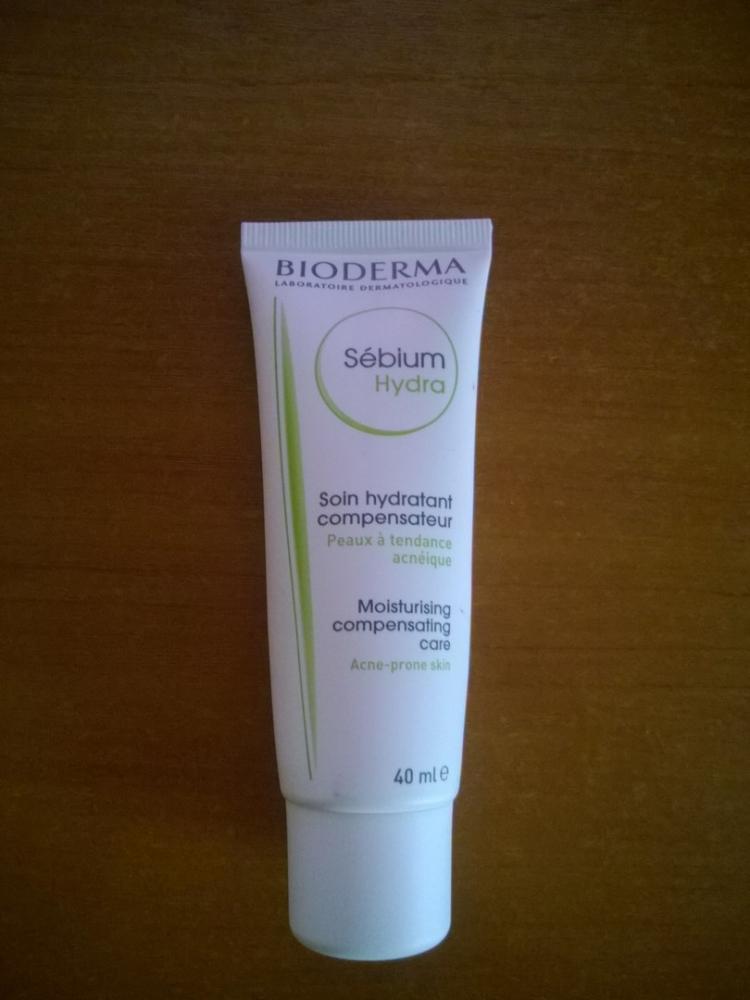 BIODERMA
LABORATOIRE DERMATOLOGIQUE
Sébium
Hydra
Soin hydratant
compensateur
Peaux à tendance
acnéique
Moisturising
compensating
care
Acne-prone skin
40 ml e